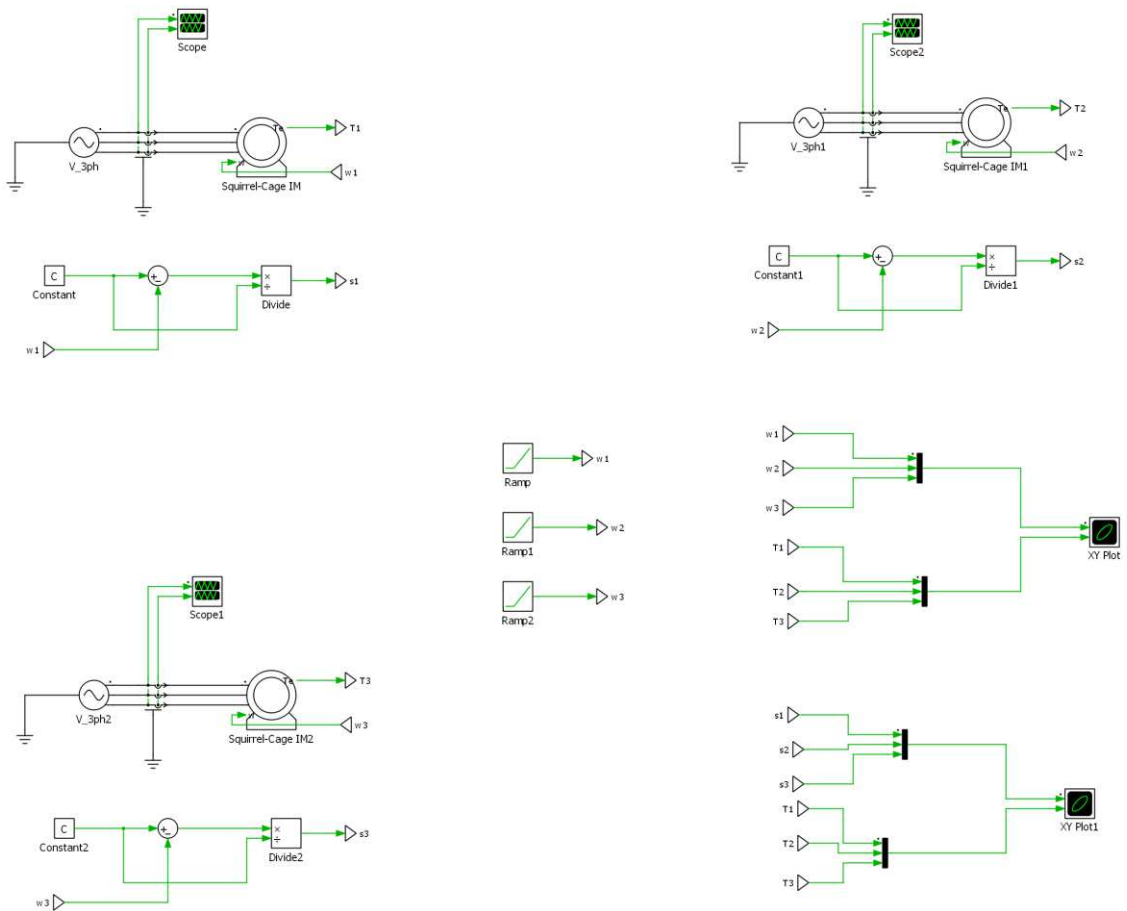 Scope
Te
T1
V_3ph
w1
Squirrel-Cage IM
C
Constant
+
-
×
÷
Divide
s1
w1
Scope2
Te
T2
V_3ph1
w2
Squirrel-Cage IM1
C
Constant1
+
-
×
÷
Divide1
s2
w2
Ramp
w1
Ramp1
w2
Ramp2
w3
w1
w2
w3
T1
T2
T3
XY Plot
Scope1
Te
T3
V_3ph2
w3
Squirrel-Cage IM2
C
Constant2
+
-
×
÷
Divide2
s3
w3
s1
s2
s3
T1
T2
T3
XY Plot1